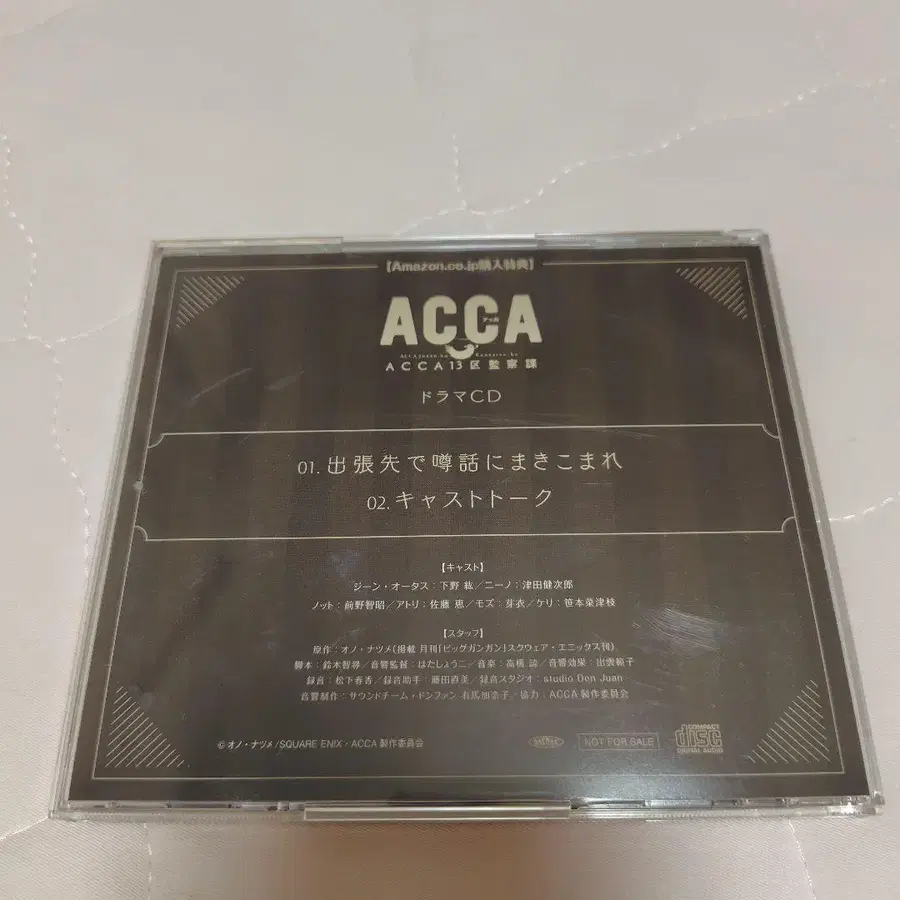 【Amazon.co.jp購入特典】
ACCA
アッカ
ACCA13区監察課
ドラマCD
01. 出張先で噂話にまきこまれ
02. キャストトーク
【キャスト】
ジーン・オータス：下野 紘/ニーノ：津田健次郎
ノット：前野智昭/アトリ：佐藤 恵/モズ：芽衣/ケリ：笹本菜津枝
【スタッフ】
原作：オノ・ナツメ(掲載 月刊「ビッグガンガン」スクウェア・エニックス刊)
脚本：鈴木智尋/音響監督：はたしょう二/音楽：高橋 諒/音響効果：出雲範子
録音：松下春香/録音助手：藤田直美/録音スタジオ：studio Don Juan
音響制作：サウンドチーム・ドンファン 有馬加奈子/協力：ACCA製作委員会
©オノ・ナツメ/SQUARE ENIX・ACCA製作委員会
NOT FOR SALE
COMPACT
disc
DIGITAL AUDIO